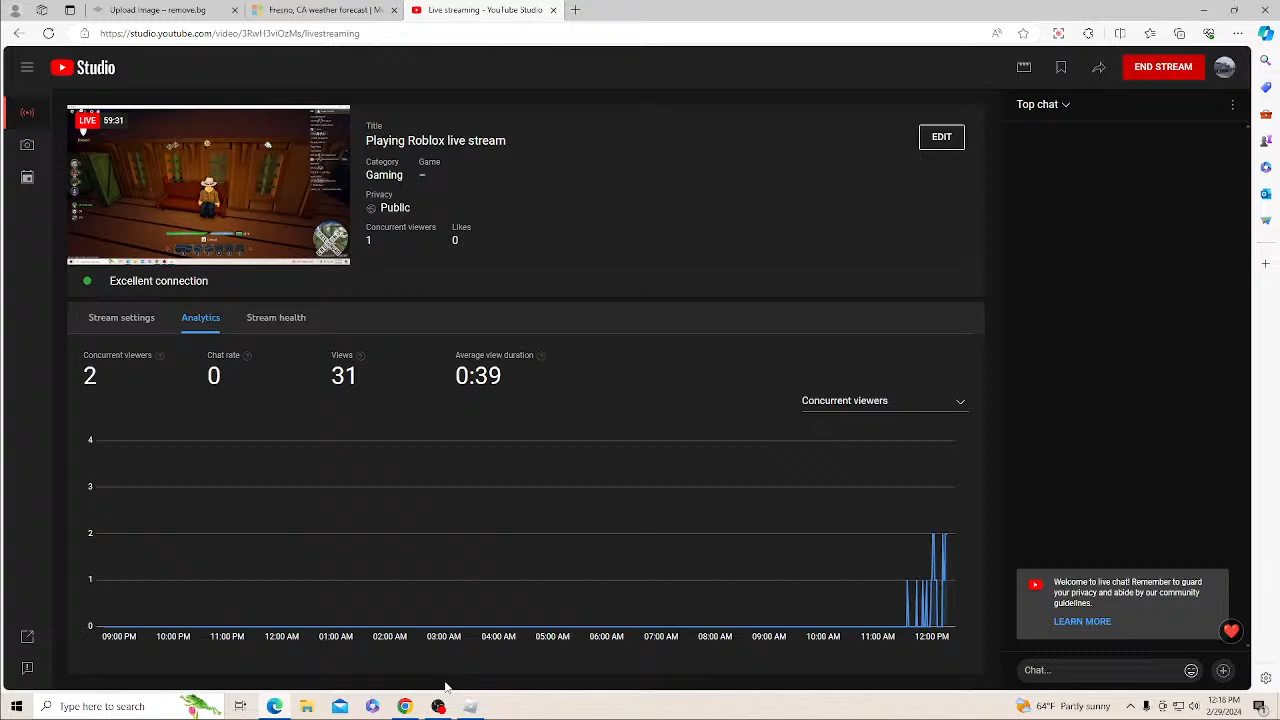 Upload Image – remove.bg
Fresno, CA weather forecast | Mi
Live streaming - YouTube Studio
https://studio.youtube.com/video/3RwH3viOzMs/livestreaming
Studio
END STREAM
LIVE 59:31
Title
Playing Roblox live stream
EDIT
Category Game
Gaming –
Privacy
Public
Concurrent viewers Likes
1 0
Excellent connection
Stream settings Analytics Stream health
Concurrent viewers Chat rate Views Average view duration
2 0 31 0:39
Concurrent viewers
4
3
2
1
0
09:00 PM 10:00 PM 11:00 PM 12:00 AM 01:00 AM 02:00 AM 03:00 AM 04:00 AM 05:00 AM 06:00 AM 07:00 AM 08:00 AM 09:00 AM 10:00 AM 11:00 AM 12:00 PM
Top chat
Welcome to live chat! Remember to guard
your privacy and abide by our community
guidelines.
LEARN MORE
Chat...
Type here to search
64°F Partly sunny
12:18 PM